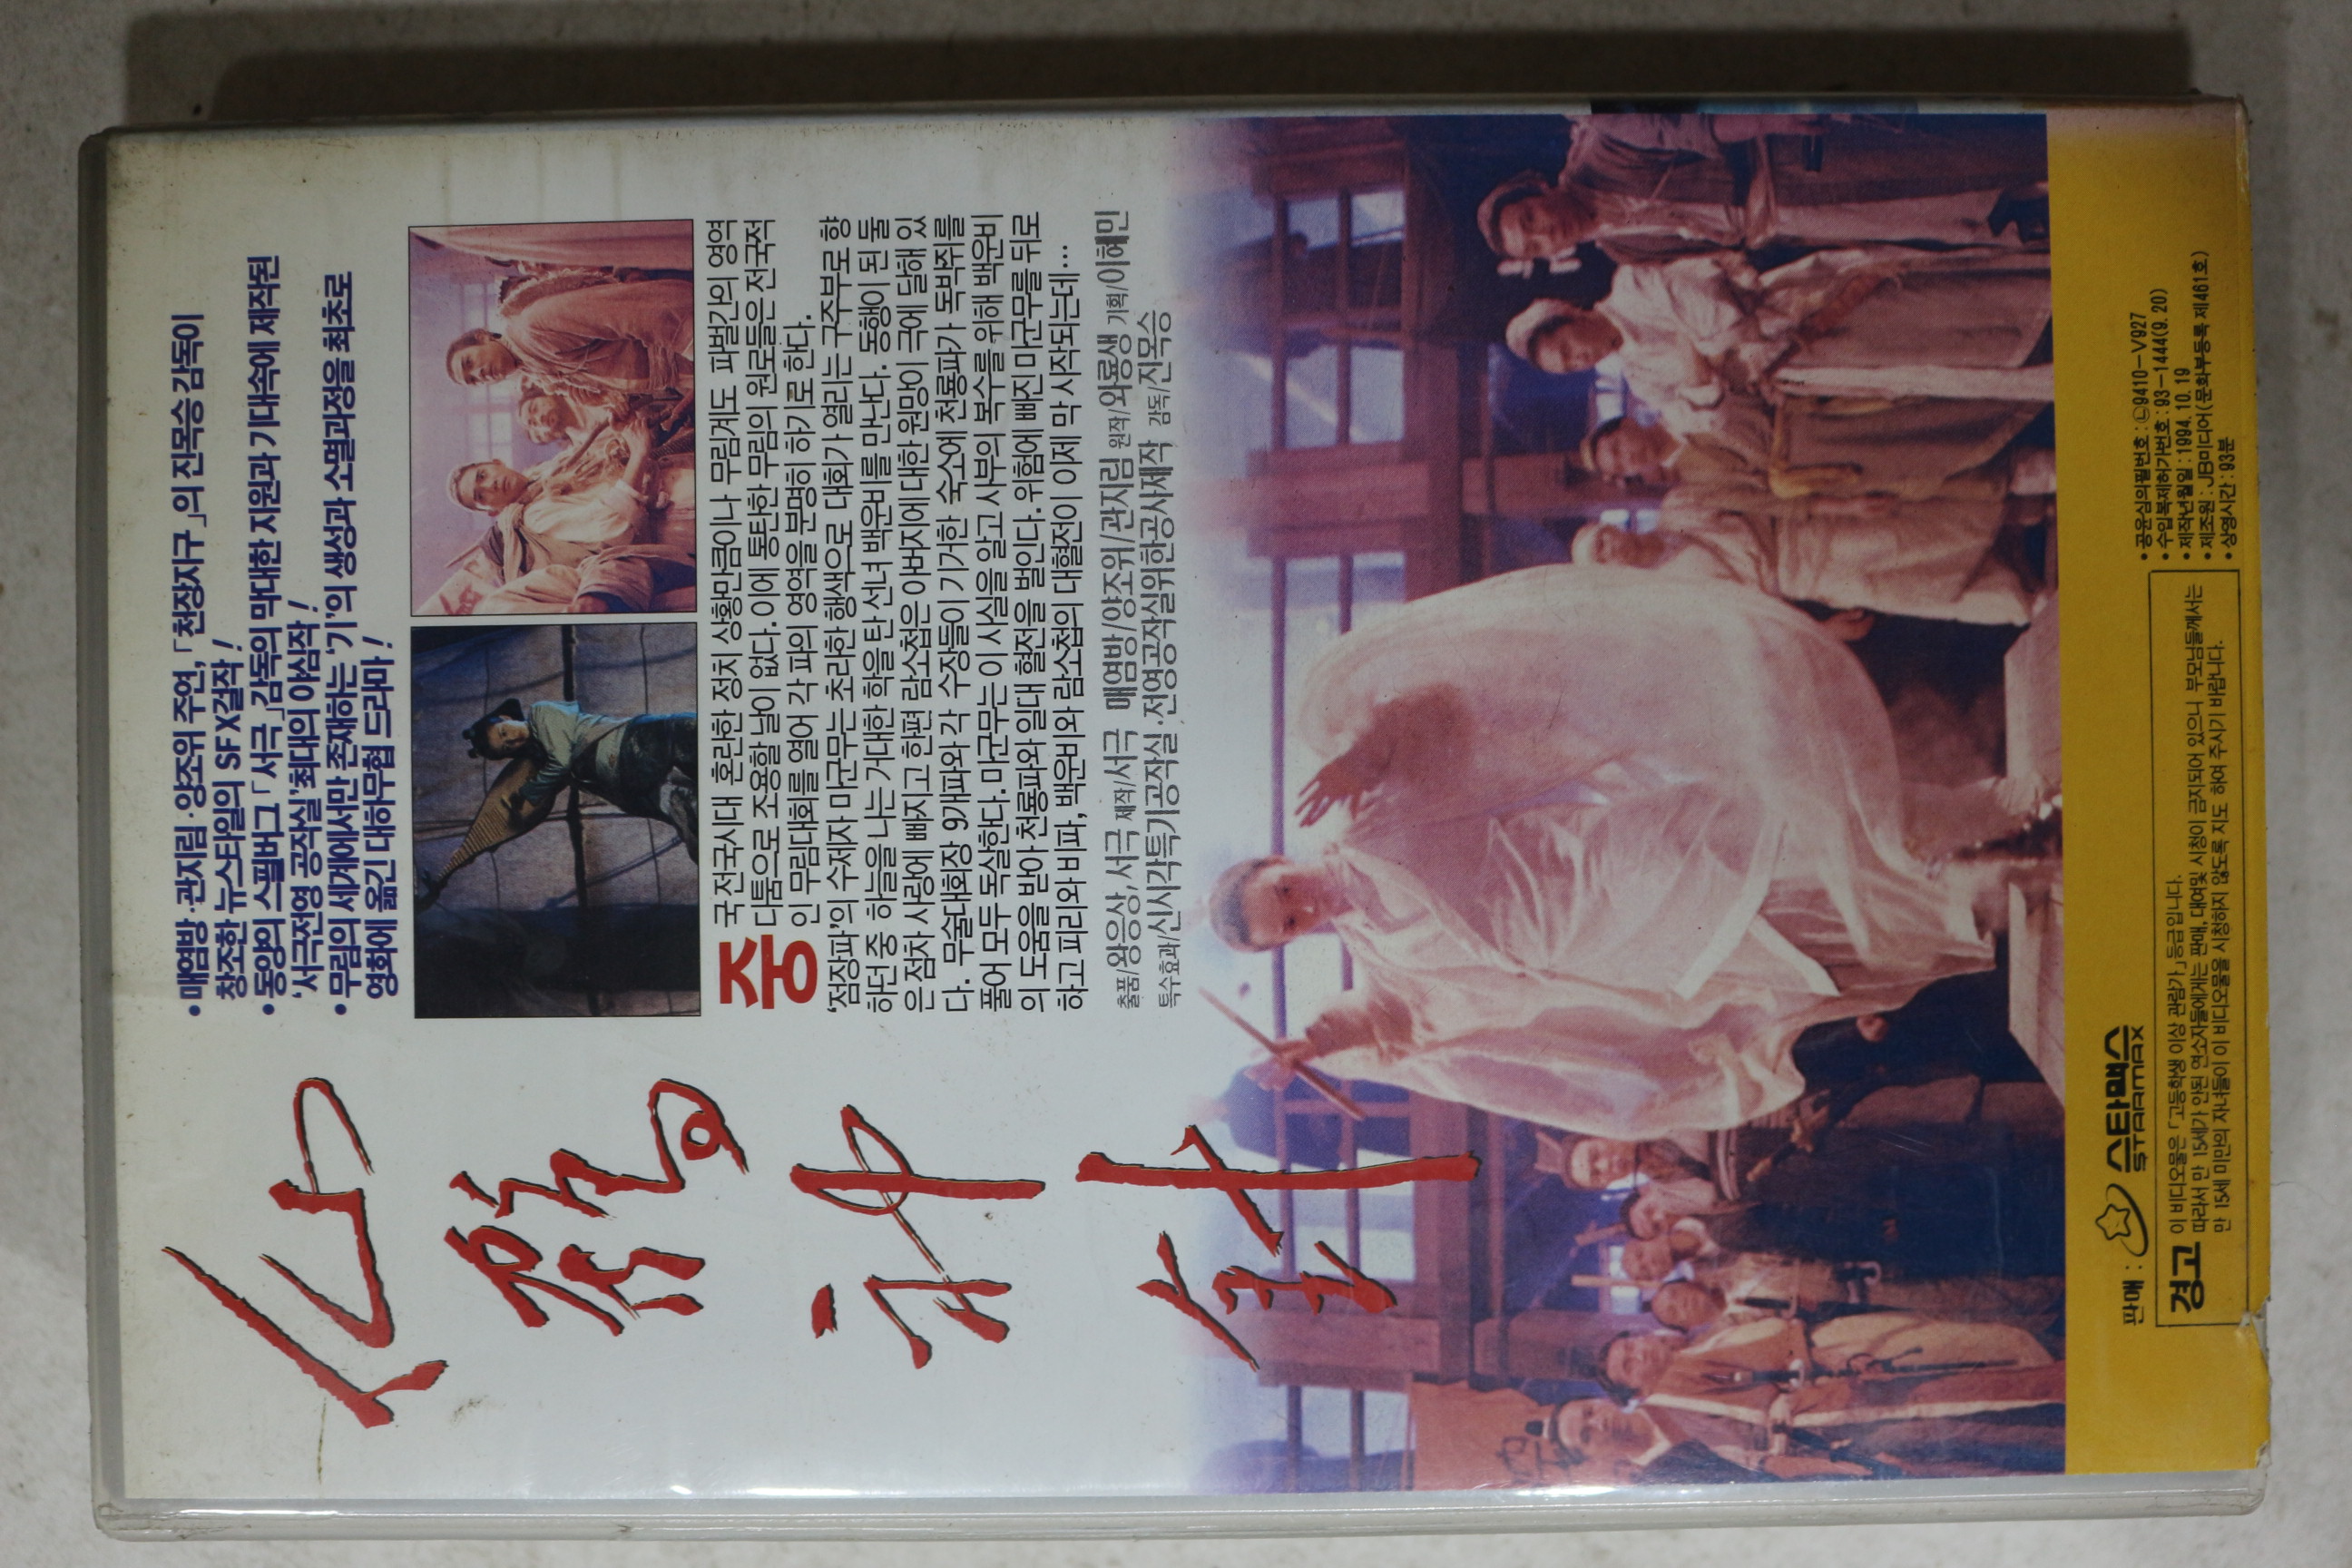 仙鶴神針
•매염방·관지림·양조위 주연, 「천장지구」의 진목승 감독이
창조한 뉴스타일의 SFX걸작!
•동양의 스필버그 「서극」감독의 막대한 지원과 기대속에 제작된
‘서극전영 공작실’최대의 야심작!
•무림의 세계에서만 존재하는 ‘기’의 생성과 소멸과정을 최초로
영화에 옮긴 대하무협 드라마!
중국 전국시대 혼란한 정치 상황만큼이나 무림계도 파벌간의 영역
다툼으로 조용할 날이 없다. 이에 통탄한 무림의 원로들은 전국적
인 무림대회를 열어 각 파의 영역을 분명히 하기로 한다.
‘점창파’의 수제자 마군무는 초라한 행색으로 대회가 열리는 구주부로 향
하던 중 하늘을 나는 거대한 학을 탄 선녀 백운비를 만난다. 동행이 된 둘
은 점차 사랑에 빠지고 한편 람소접은 아버지에 대한 원망이 극에 달해 있
다. 무술대회장 9개파와 각 수장들이 기거한 숙소에 천룡파가 독박쥐를
풀어 모두 독살한다. 마군무는 이 사실을 알고 사부의 복수를 위해 백운비
의 도움을 받아 천룡파와 일대 혈전을 벌인다. 위험에 빠진 마군무를 뒤로
하고 피리와 비파, 백운비와 람소접의 대혈전이 이제 막 시작되는데…
출품/왕응상, 서극 제작/서극 매염방/양조위/관지림 원작/와룡생 기획/이혜민
특수효과/신시각특기공작실·전영공작실위한공사제작 감독/진목승
판매 : 스타맥스
STARMAX
•공윤심의필번호 : ⓛ9410-V927
•수입복제허가번호 : 93-1444(9. 20)
•제작년월일 : 1994. 10. 19
•제조원 : JB미디어(문화부등록 제461호)
•상영시간 : 93분
경고 이 비디오물은 「고등학생 이상 관람가」등급입니다.
따라서 만 15세가 안된 연소자들에게는 판매, 대여및 시청이 금지되어 있으니 부모님들께서는
만 15세 미만의 자녀들이 이 비디오물을 시청하지 않도록 지도 하여 주시기 바랍니다.